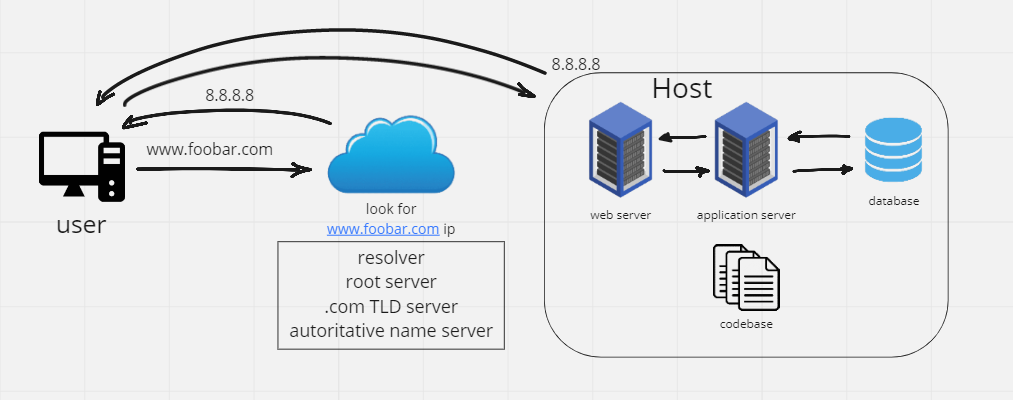 8.8.8.8
8.8.8.8
www.foobar.com
user
look for
www.foobar.com ip
resolver
root server
.com TLD server
autoritative name server
Host
web server
application server
database
codebase